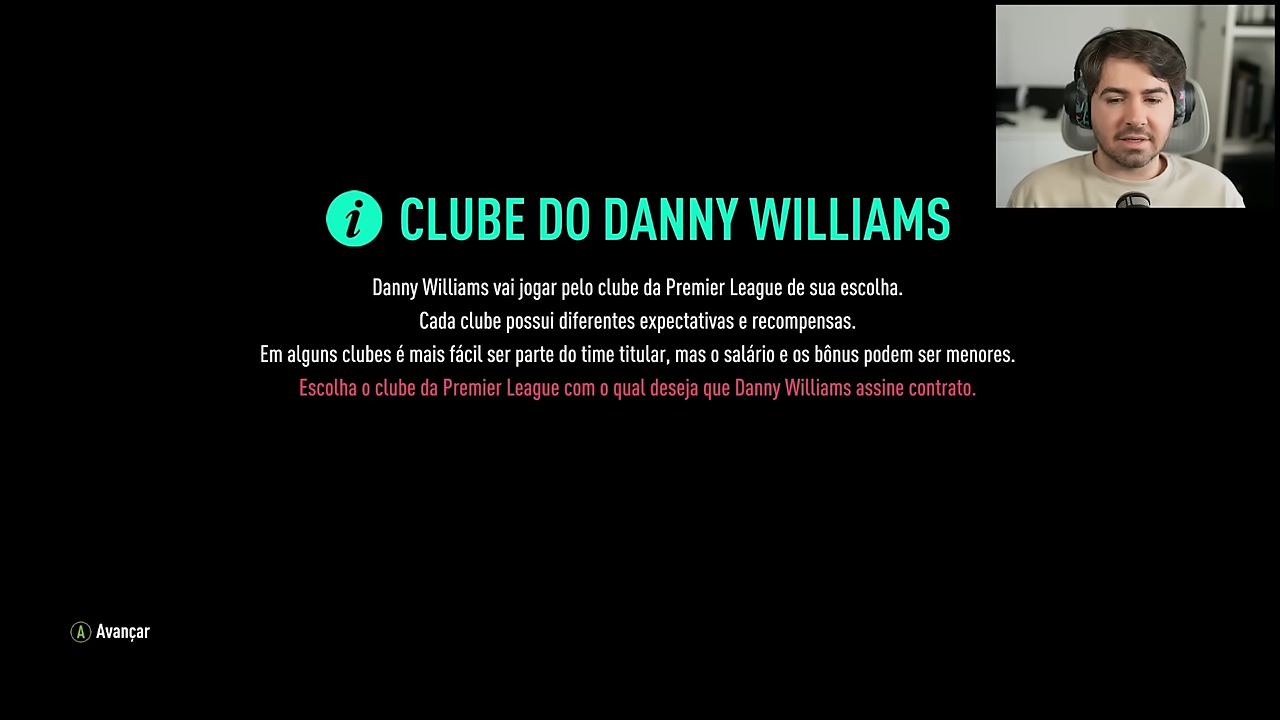 i CLUBE DO DANNY WILLIAMS
Danny Williams vai jogar pelo clube da Premier League de sua escolha.
Cada clube possui diferentes expectativas e recompensas.
Em alguns clubes é mais fácil ser parte do time titular, mas o salário e os bônus podem ser menores.
Escolha o clube da Premier League com o qual deseja que Danny Williams assine contrato.
A Avançar